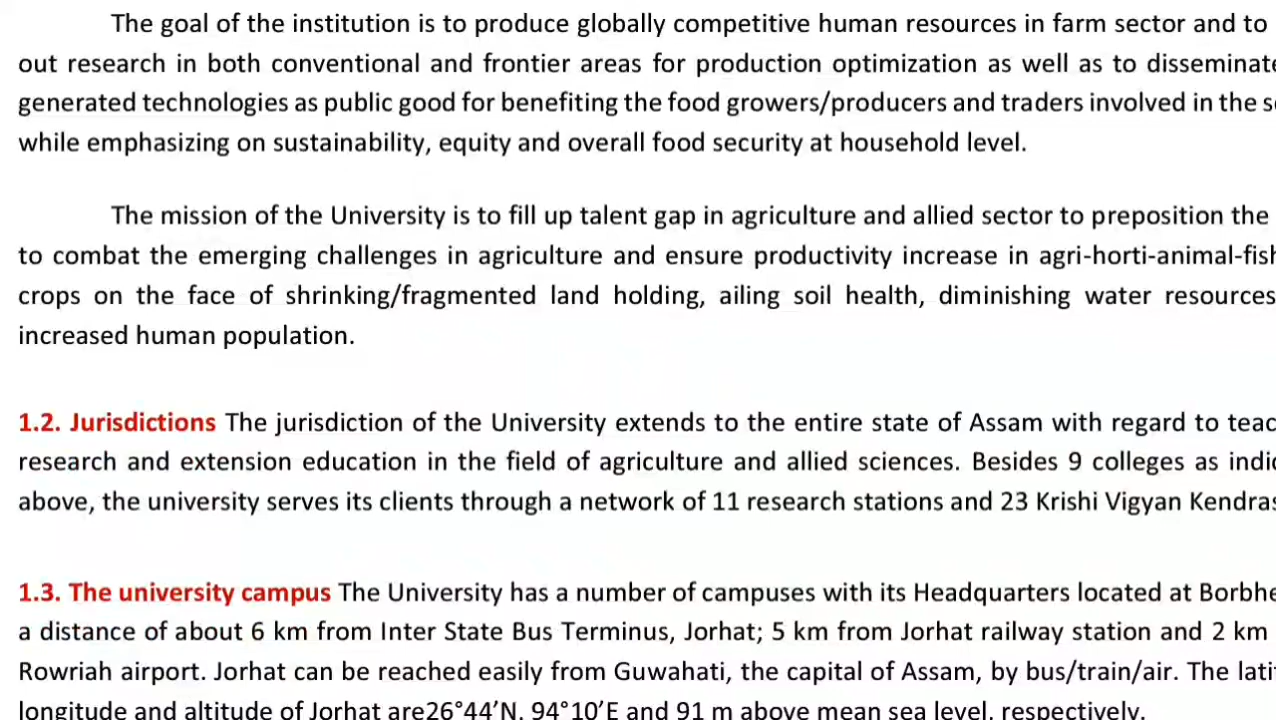 The goal of the institution is to produce globally competitive human resources in farm sector and to
out research in both conventional and frontier areas for production optimization as well as to disseminate
generated technologies as public good for benefiting the food growers/producers and traders involved in the
while emphasizing on sustainability, equity and overall food security at household level.
The mission of the University is to fill up talent gap in agriculture and allied sector to preposition the
to combat the emerging challenges in agriculture and ensure productivity increase in agri-horti-animal-fish
crops on the face of shrinking/fragmented land holding, ailing soil health, diminishing water resources
increased human population.
1.2. Jurisdictions The jurisdiction of the University extends to the entire state of Assam with regard to
research and extension education in the field of agriculture and allied sciences. Besides 9 colleges as
above, the university serves its clients through a network of 11 research stations and 23 Krishi Vigyan Kendras
1.3. The university campus The University has a number of campuses with its Headquarters located at
a distance of about 6 km from Inter State Bus Terminus, Jorhat; 5 km from Jorhat railway station and 2 km
Rowriah airport. Jorhat can be reached easily from Guwahati, the capital of Assam, by bus/train/air. The
longitude and altitude of Jorhat are26°44′N, 94°10′E and 91 m above mean sea level, respectively.